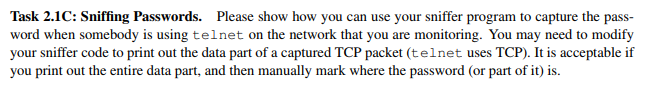 Task 2.1C: Sniffing Passwords. Please show how you can use your sniffer program to capture the pass-
word when somebody is using telnet on the network that you are monitoring. You may need to modify
your sniffer code to print out the data part of a captured TCP packet (telnet uses TCP). It is acceptable if
you print out the entire data part, and then manually mark where the password (or part of it) is.